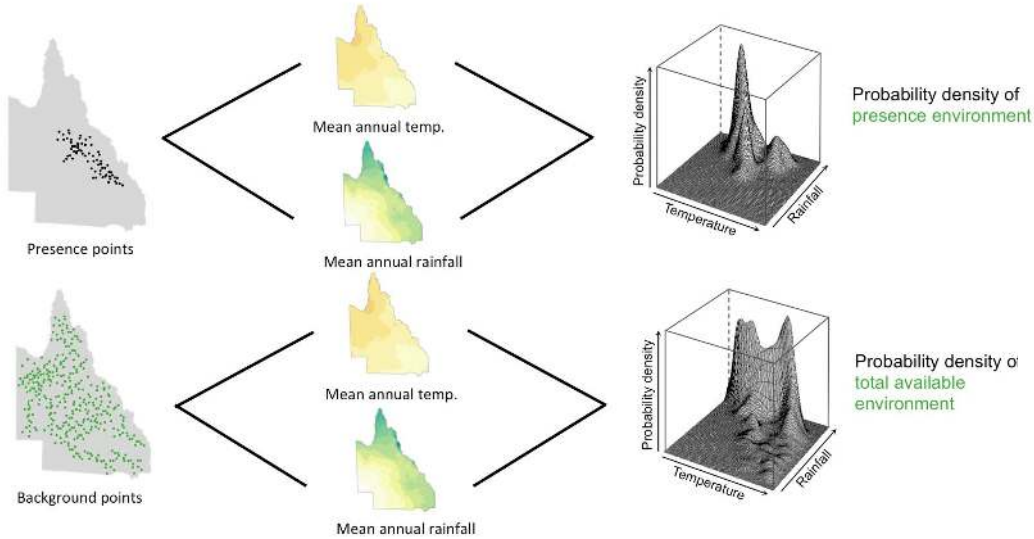 Presence points
Mean annual temp.
Mean annual rainfall
Probability density
Temperature
Rainfall
Probability density of
presence environment
Background points
Mean annual temp.
Mean annual rainfall
Probability density
Temperature
Rainfall
Probability density of
total available
environment